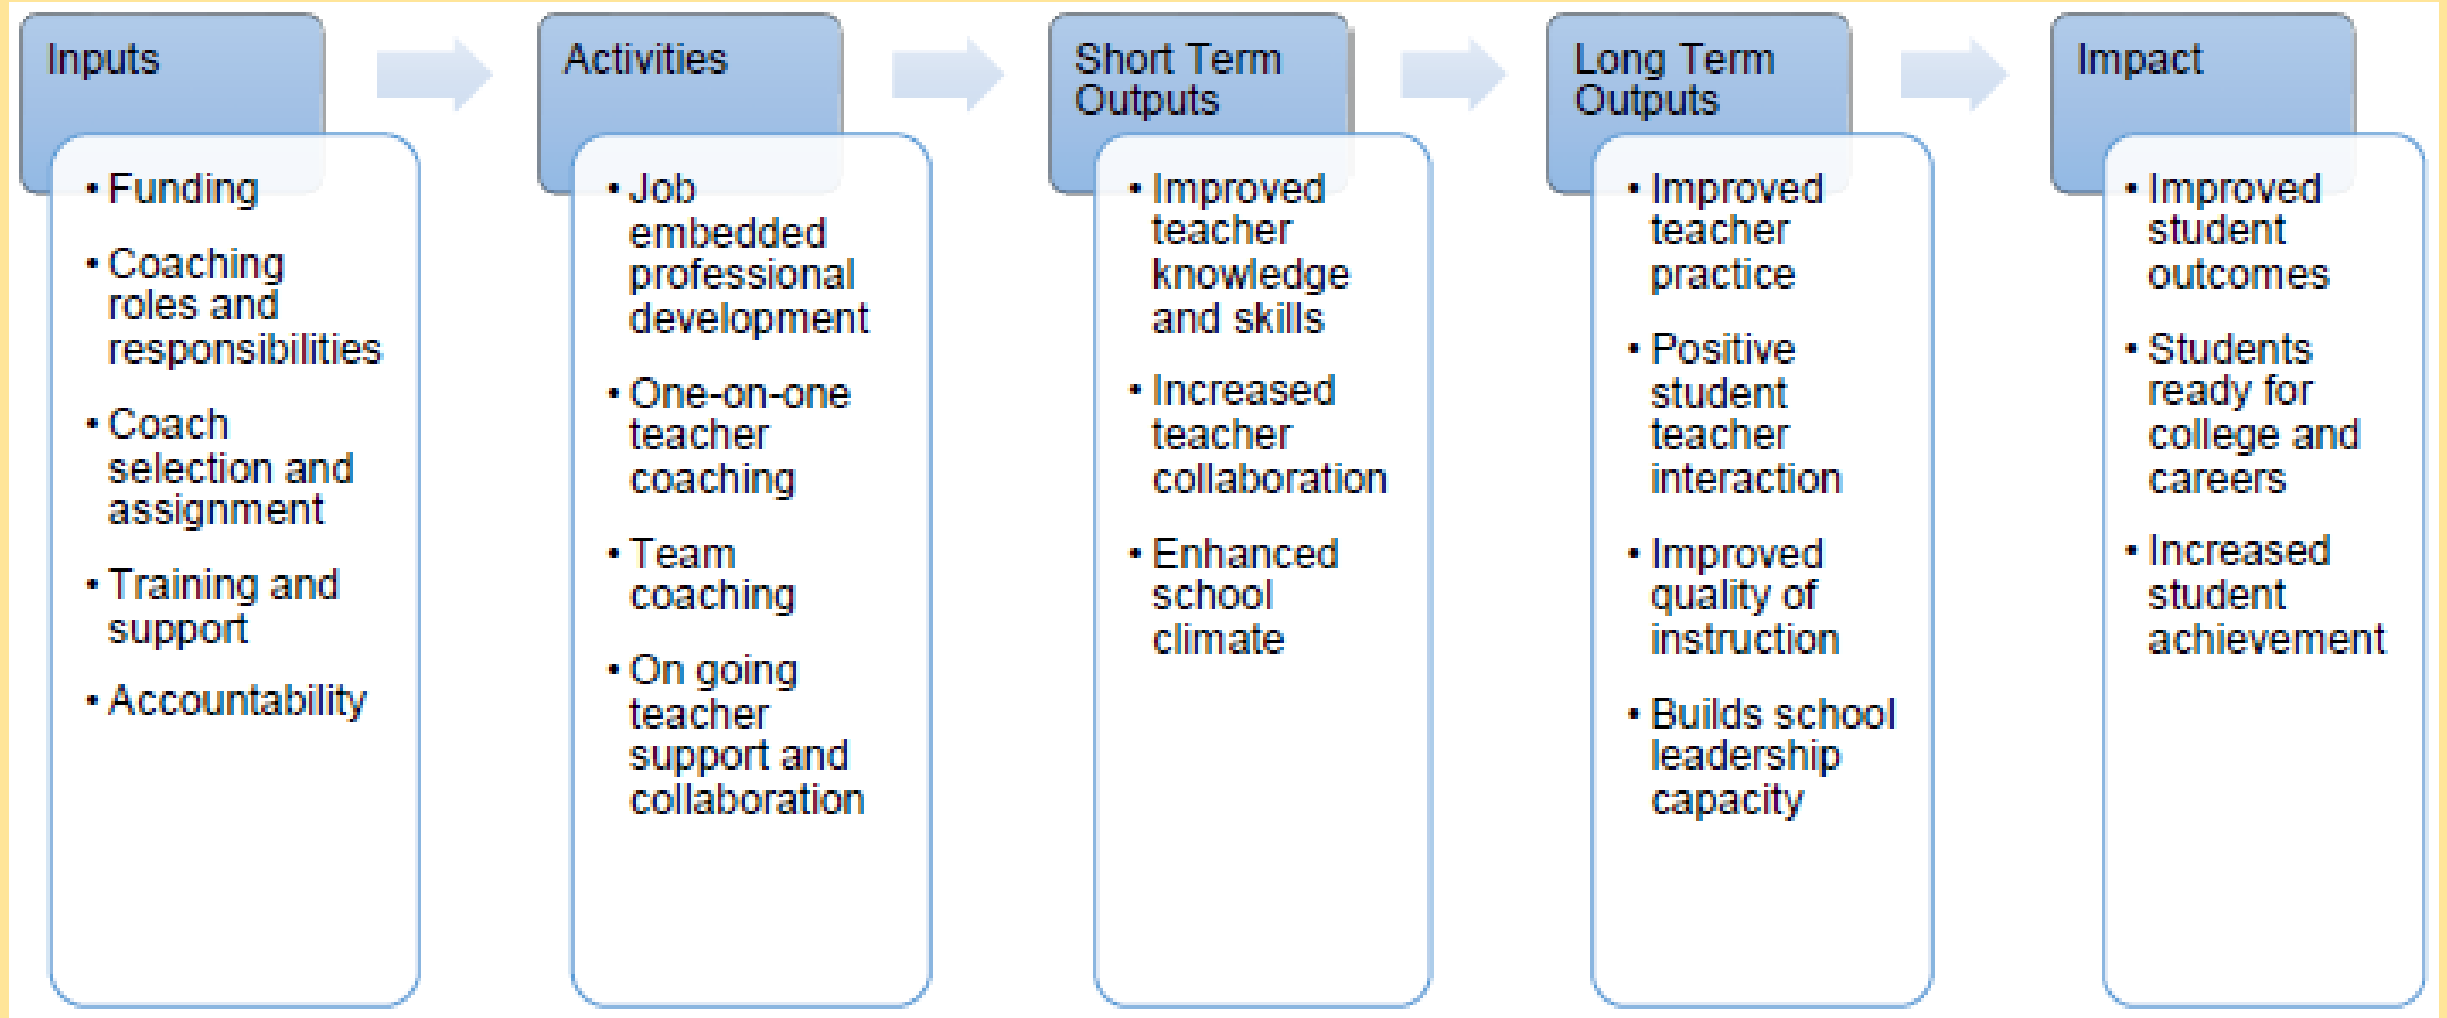 Inputs
• Funding
• Coaching
roles and
responsibilities
• Coach
selection and
assignment
• Training and
support
• Accountability
Activities
• Job
embedded
professional
development
• One-on-one
teacher
coaching
• Team
coaching
• On going
teacher
support and
collaboration
Short Term
Outputs
• Improved
teacher
knowledge
and skills
• Increased
teacher
collaboration
• Enhanced
school
climate
Long Term
Outputs
• Improved
teacher
practice
• Positive
student
teacher
interaction
• Improved
quality of
instruction
• Builds school
leadership
capacity
Impact
• Improved
student
outcomes
• Students
ready for
college and
careers
• Increased
student
achievement